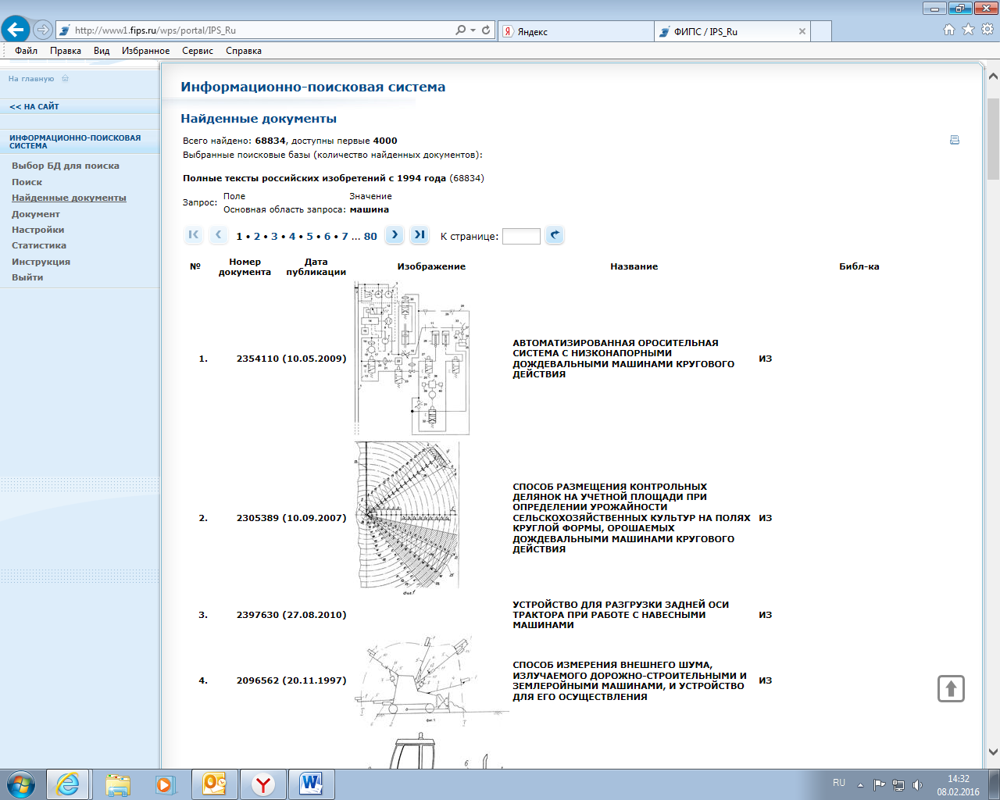 http://www1.fips.ru/wps/portal/IPS_Ru
Яндекс
ФИПС / IPS_Ru
Файл Правка Вид Избранное Сервис Справка
На главную
<< НА САЙТ
ИНФОРМАЦИОННО-ПОИСКОВАЯ
СИСТЕМА
Выбор БД для поиска
Поиск
Найденные документы
Документ
Настройки
Статистика
Инструкция
Выйти
Информационно-поисковая система
Найденные документы
Всего найдено: 68834, доступны первые 4000
Выбранные поисковые базы (количество найденных документов):
Полные тексты российских изобретений с 1994 года (68834)
Запрос:
Поле Значение
Основная область запроса: машина
1 • 2 • 3 • 4 • 5 • 6 • 7 ... 80 К странице:
№ Номер документа Дата публикации Изображение Название Библ-ка
1. 2354110 (10.05.2009)
АВТОМАТИЗИРОВАННАЯ ОРОСИТЕЛЬНАЯ
СИСТЕМА С НИЗКОНАПОРНЫМИ
ДОЖДЕВАЛЬНЫМИ МАШИНАМИ КРУГОВОГО
ДЕЙСТВИЯ
ИЗ
2. 2305389 (10.09.2007)
СПОСОБ РАЗМЕЩЕНИЯ КОНТРОЛЬНЫХ
ДЕЛЯНОК НА УЧЕТНОЙ ПЛОЩАДИ ПРИ
ОПРЕДЕЛЕНИИ УРОЖАЙНОСТИ
СЕЛЬСКОХОЗЯЙСТВЕННЫХ КУЛЬТУР НА ПОЛЯХ
КРУГЛОЙ ФОРМЫ, ОРОШАЕМЫХ
ДОЖДЕВАЛЬНЫМИ МАШИНАМИ КРУГОВОГО
ДЕЙСТВИЯ
ИЗ
3. 2397630 (27.08.2010)
УСТРОЙСТВО ДЛЯ РАЗГРУЗКИ ЗАДНЕЙ ОСИ
ТРАКТОРА ПРИ РАБОТЕ С НАВЕСНЫМИ
МАШИНАМИ
ИЗ
4. 2096562 (20.11.1997)
СПОСОБ ИЗМЕРЕНИЯ ВНЕШНЕГО ШУМА,
ИЗЛУЧАЕМОГО ДОРОЖНО-СТРОИТЕЛЬНЫМИ И
ЗЕМЛЕРОЙНЫМИ МАШИНАМИ, И УСТРОЙСТВО
ДЛЯ ЕГО ОСУЩЕСТВЛЕНИЯ
ИЗ
6
RU
14:32
08.02.2016